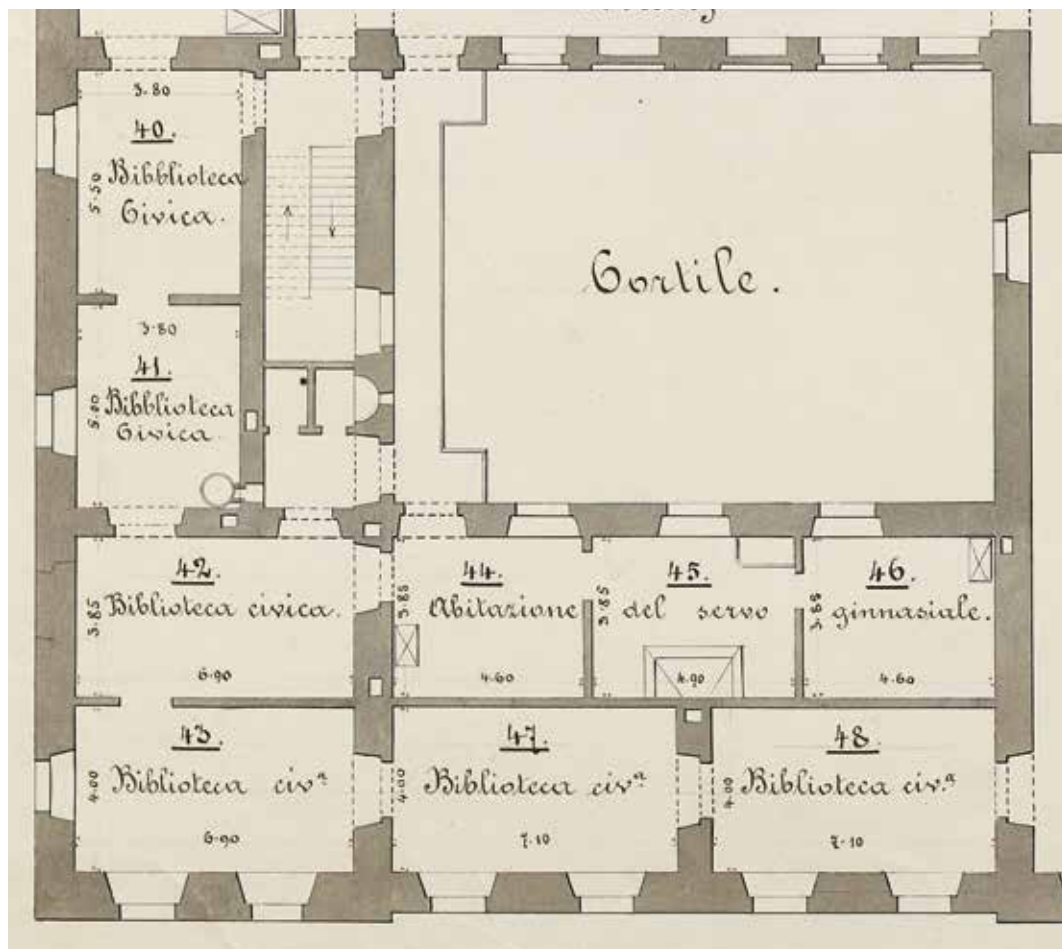 3.80
40.
Bibblioteca
Civica.
5.50
3.80
41.
Bibblioteca
Civica.
5.00
Cortile.
42.
Biblioteca civica.
3.85
6.90
44.
Abitazione
3.85
4.60
45.
del servo
3.85
4.90
46.
ginnasiale.
3.85
4.60
43.
Biblioteca civª
4.00
6.90
47.
Biblioteca civª.
4.00
7.10
48.
Biblioteca civ.ª
4.00
7.10